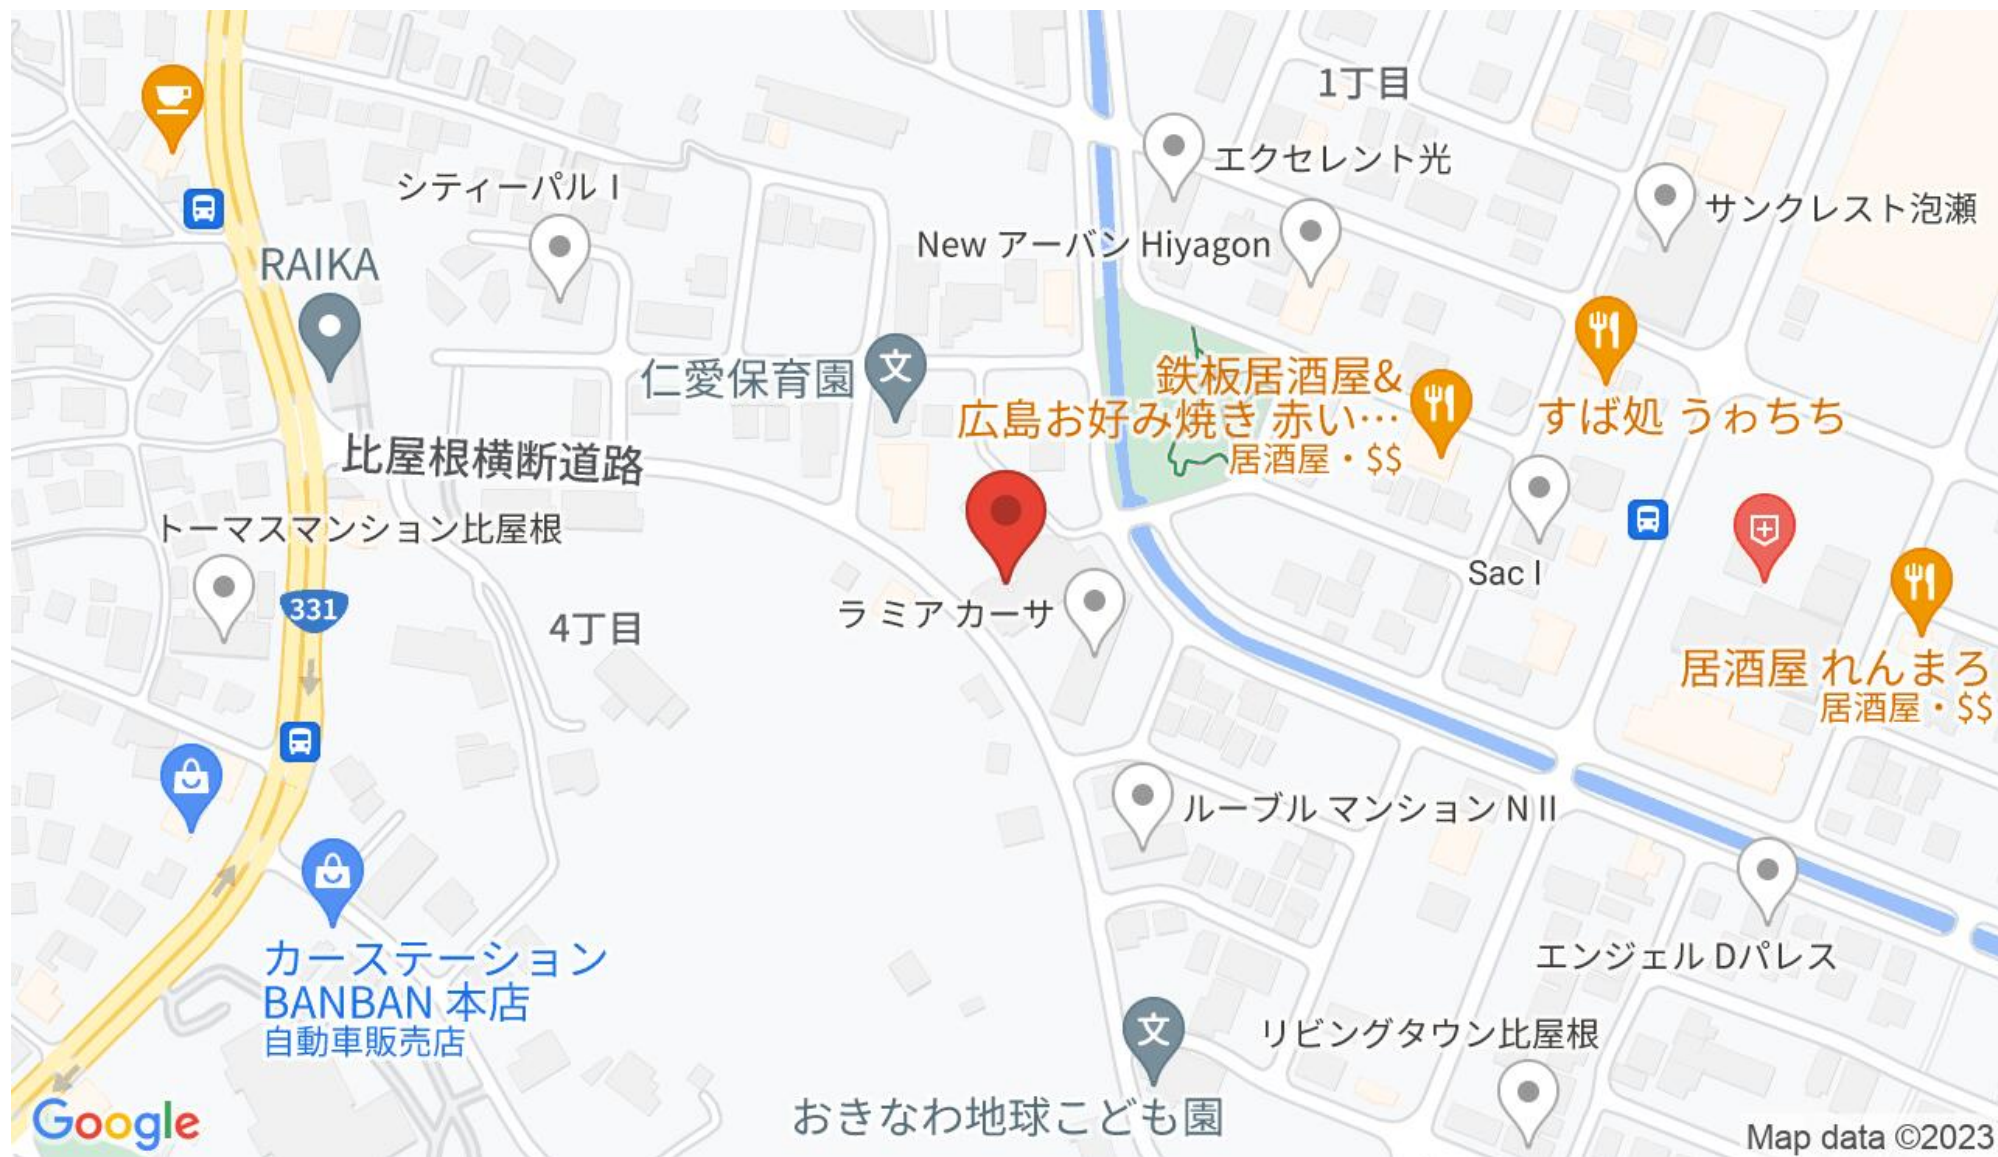 1丁目
エクセレント光
シティーパル I
サンクレスト泡瀬
New アーバン Hiyagon
RAIKA
仁愛保育園
文
鉄板居酒屋&
広島お好み焼き 赤い…
居酒屋・$$
すば処 うゎちち
比屋根横断道路
トーマスマンション比屋根
Sac I
331
ラ ミア カーサ
4丁目
居酒屋 れんまろ
居酒屋・$$
ルーブル マンション N II
カーステーション
BANBAN 本店
自動車販売店
エンジェル Dパレス
文
リビングタウン比屋根
おきなわ地球こども園
Google
Map data ©2023